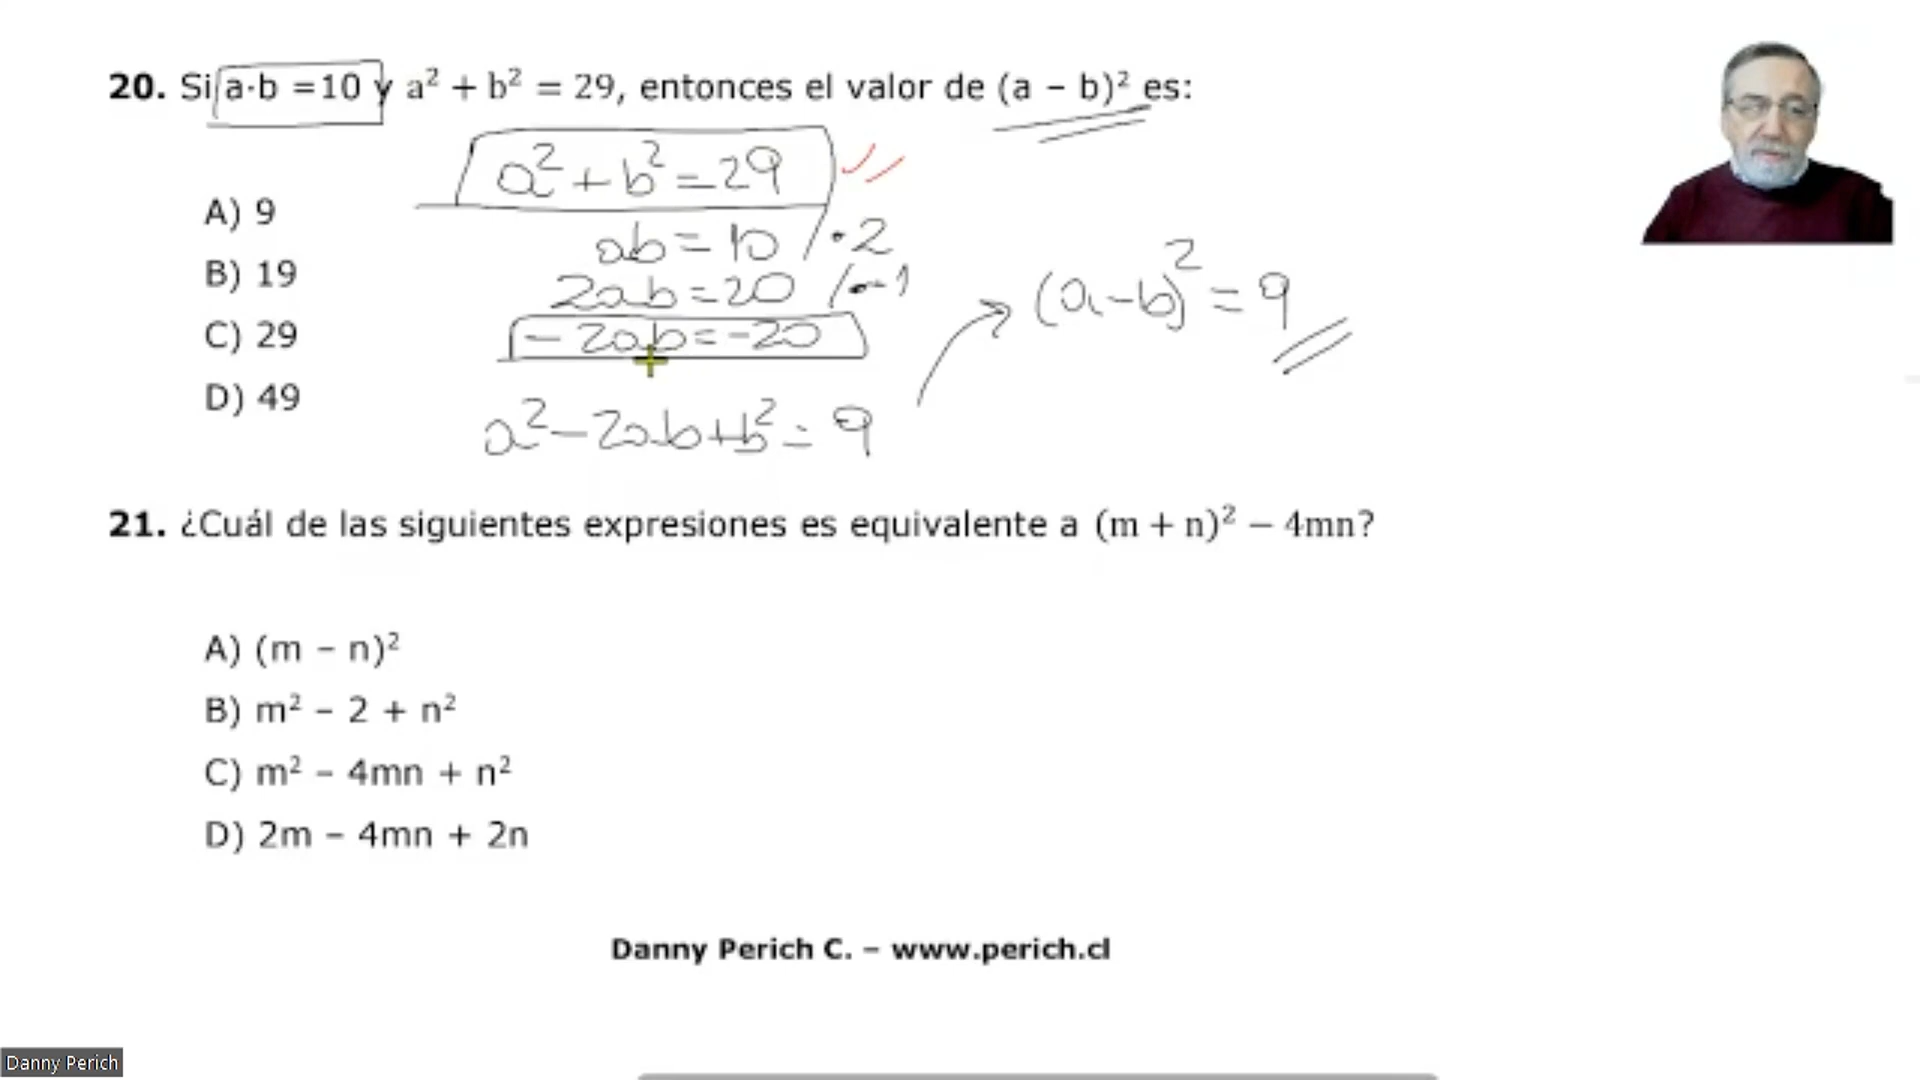 20. Si a·b =10 y a² + b² = 29, entonces el valor de (a – b)² es:
a² + b² = 29
A) 9
ab = 10 /·2
B) 19
2ab = 20 /·-1
(a-b)² = 9
C) 29
- 2ab = -20
D) 49
a² - 2ab + b² = 9
21. ¿Cuál de las siguientes expresiones es equivalente a (m + n)² – 4mn?
A) (m – n)²
B) m² – 2 + n²
C) m² – 4mn + n²
D) 2m – 4mn + 2n
Danny Perich C. – www.perich.cl
Danny Perich